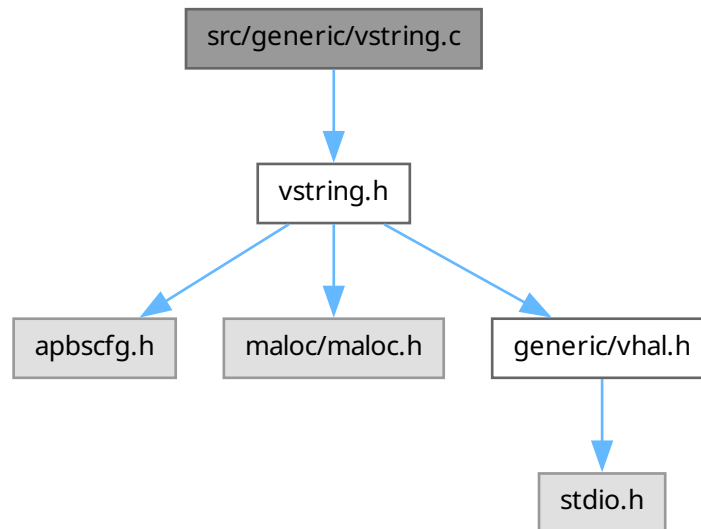 src/generic/vstring.c
vstring.h
apbscfg.h
maloc/maloc.h
generic/vhal.h
stdio.h